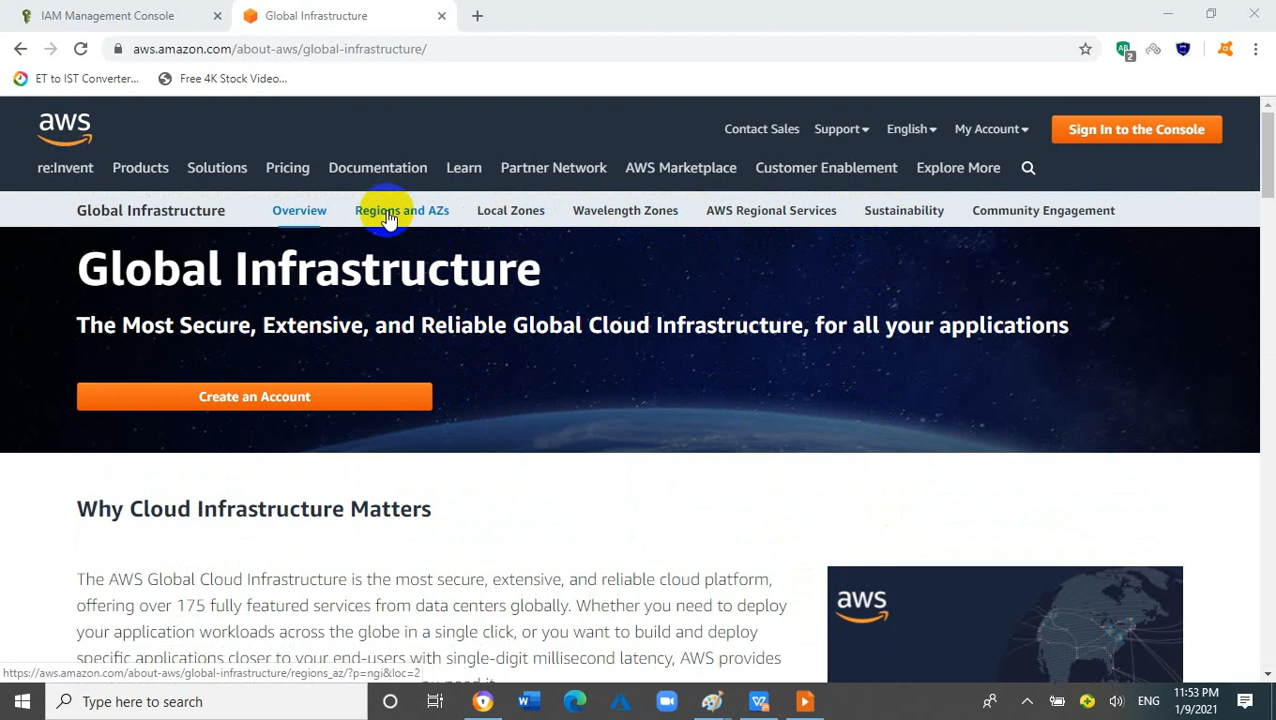 IAM Management Console
Global Infrastructure
aws.amazon.com/about-aws/global-infrastructure/
2
ET to IST Converter...
Free 4K Stock Video...
aws
Contact Sales Support English My Account Sign In to the Console
re:Invent Products Solutions Pricing Documentation Learn Partner Network AWS Marketplace Customer Enablement Explore More
Global Infrastructure Overview Regions and AZs Local Zones Wavelength Zones AWS Regional Services Sustainability Community Engagement
Global Infrastructure
The Most Secure, Extensive, and Reliable Global Cloud Infrastructure, for all your applications
Create an Account
Why Cloud Infrastructure Matters
The AWS Global Cloud Infrastructure is the most secure, extensive, and reliable cloud platform,
offering over 175 fully featured services from data centers globally. Whether you need to deploy
your application workloads across the globe in a single click, or you want to build and deploy
specific applications closer to your end-users with single-digit millisecond latency, AWS provides
aws
https://aws.amazon.com/about-aws/global-infrastructure/regions_az/?p=ngi&loc=2
Type here to search
ENG
11:53 PM
1/9/2021